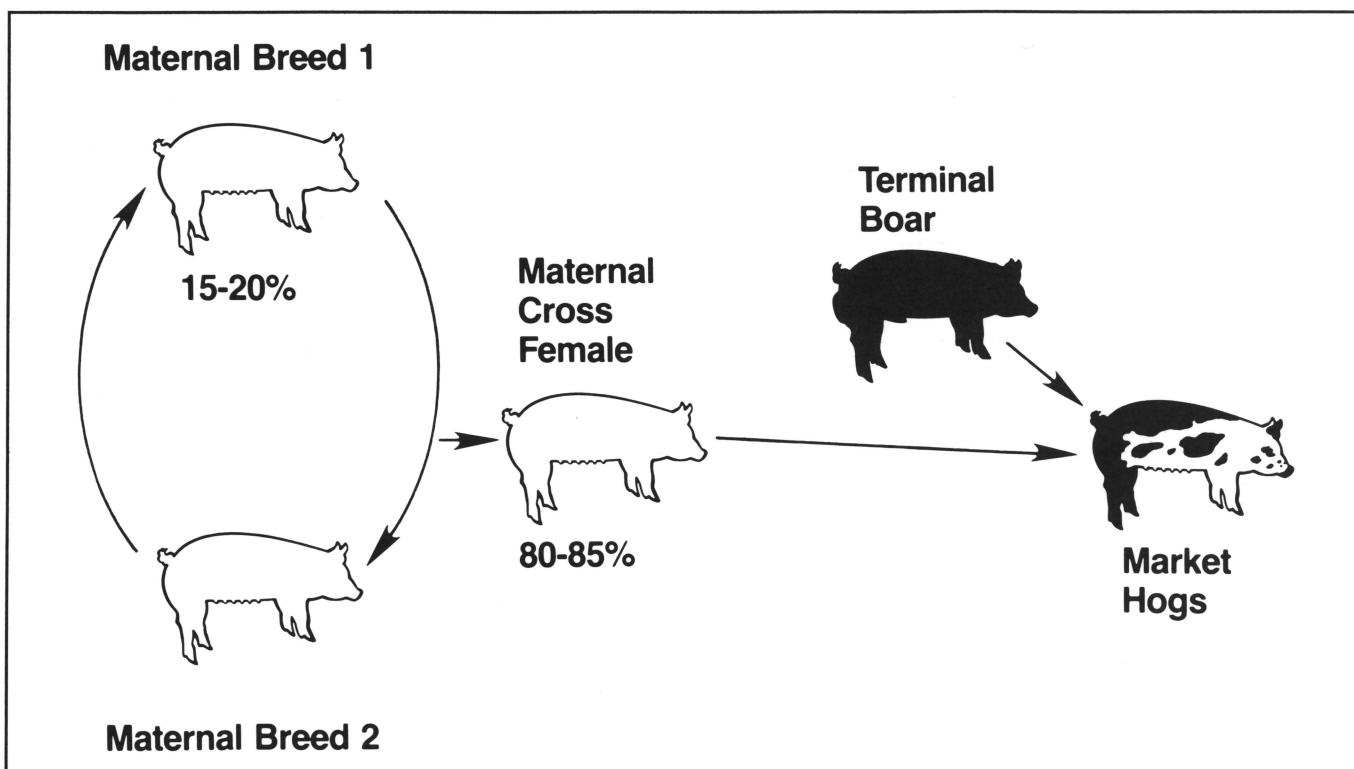 Maternal Breed 1
15-20%
Maternal
Cross
Female
80-85%
Terminal
Boar
Market
Hogs
Maternal Breed 2